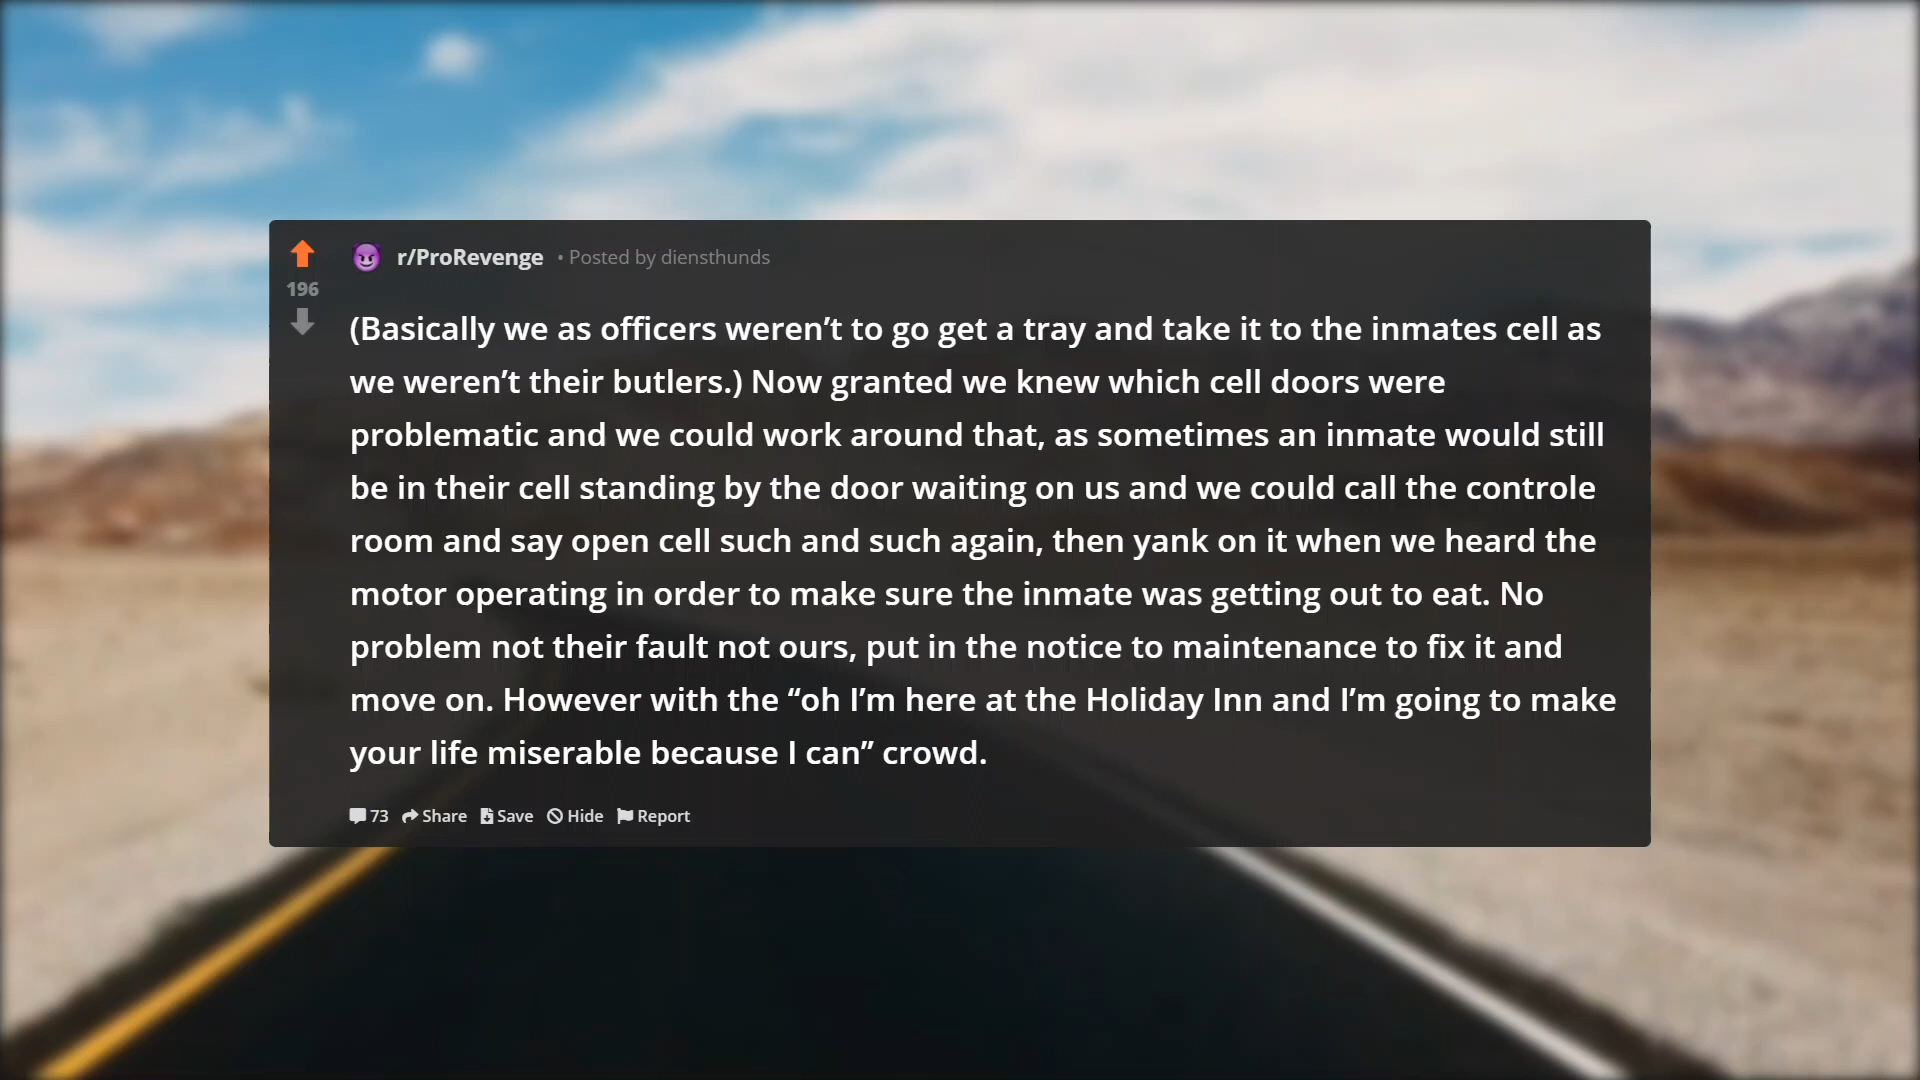 r/ProRevenge • Posted by diensthunds
196
(Basically we as officers weren’t to go get a tray and take it to the inmates cell as
we weren’t their butlers.) Now granted we knew which cell doors were
problematic and we could work around that, as sometimes an inmate would still
be in their cell standing by the door waiting on us and we could call the controle
room and say open cell such and such again, then yank on it when we heard the
motor operating in order to make sure the inmate was getting out to eat. No
problem not their fault not ours, put in the notice to maintenance to fix it and
move on. However with the “oh I’m here at the Holiday Inn and I’m going to make
your life miserable because I can” crowd.
73 Share Save Hide Report